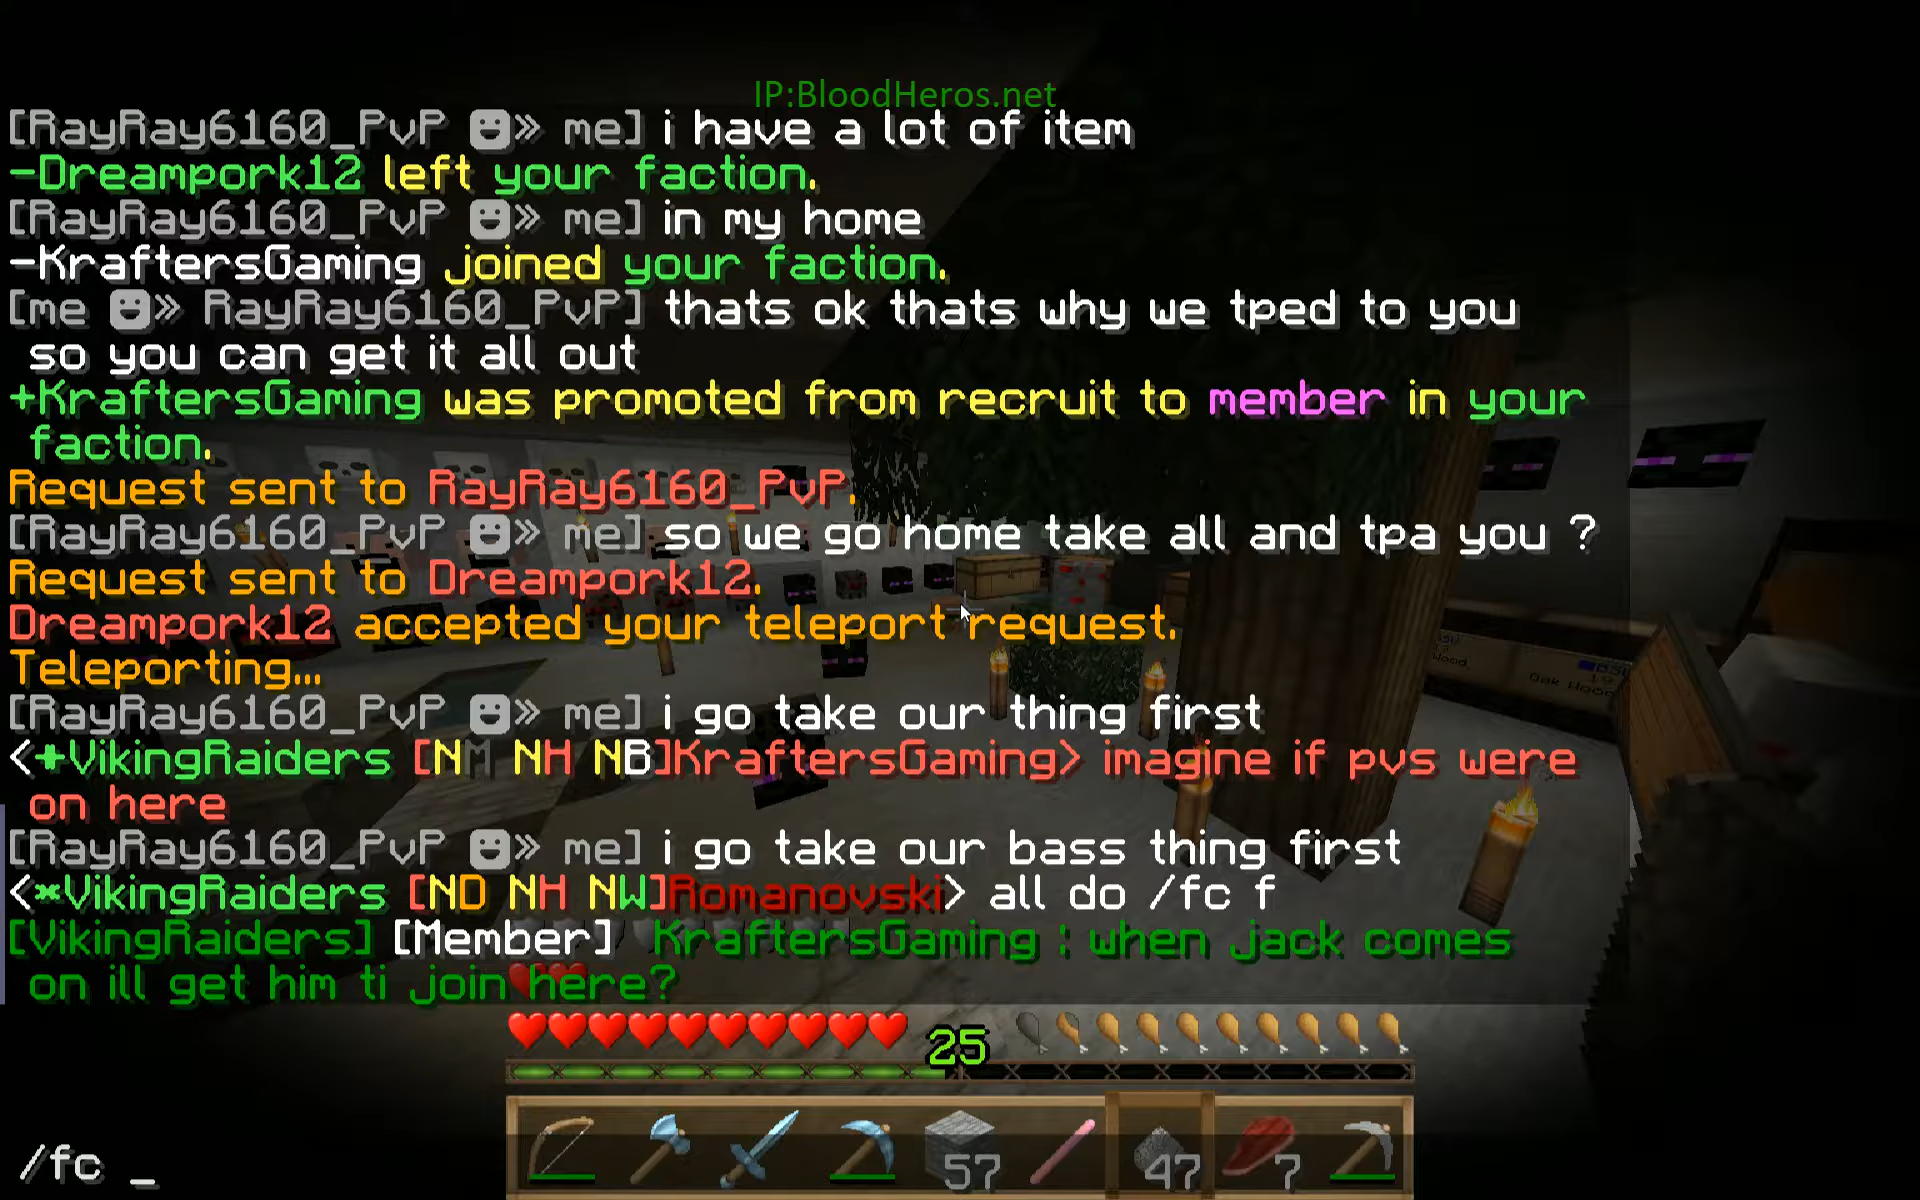 IP:BloodHeros.net
[RayRay6160_PvP » me] i have a lot of item
-Dreampork12 left your faction.
[RayRay6160_PvP » me] in my home
-KraftersGaming joined your faction.
[me » RayRay6160_PvP] thats ok thats why we tped to you
so you can get it all out
+KraftersGaming was promoted from recruit to member in your
faction.
Request sent to RayRay6160_PvP.
[RayRay6160_PvP » me] so we go home take all and tpa you ?
Request sent to Dreampork12.
Dreampork12 accepted your teleport request.
Teleporting...
[RayRay6160_PvP » me] i go take our thing first
<+VikingRaiders [NM NH NB]KraftersGaming> imagine if pvs were
on here
[RayRay6160_PvP » me] i go take our bass thing first
<*VikingRaiders [ND NH NW]Romanovski> all do /fc f
[VikingRaiders] [Member] KraftersGaming : when jack comes
on ill get him ti join here?
Wood
Oak Wood
25
57
47
7
/fc _